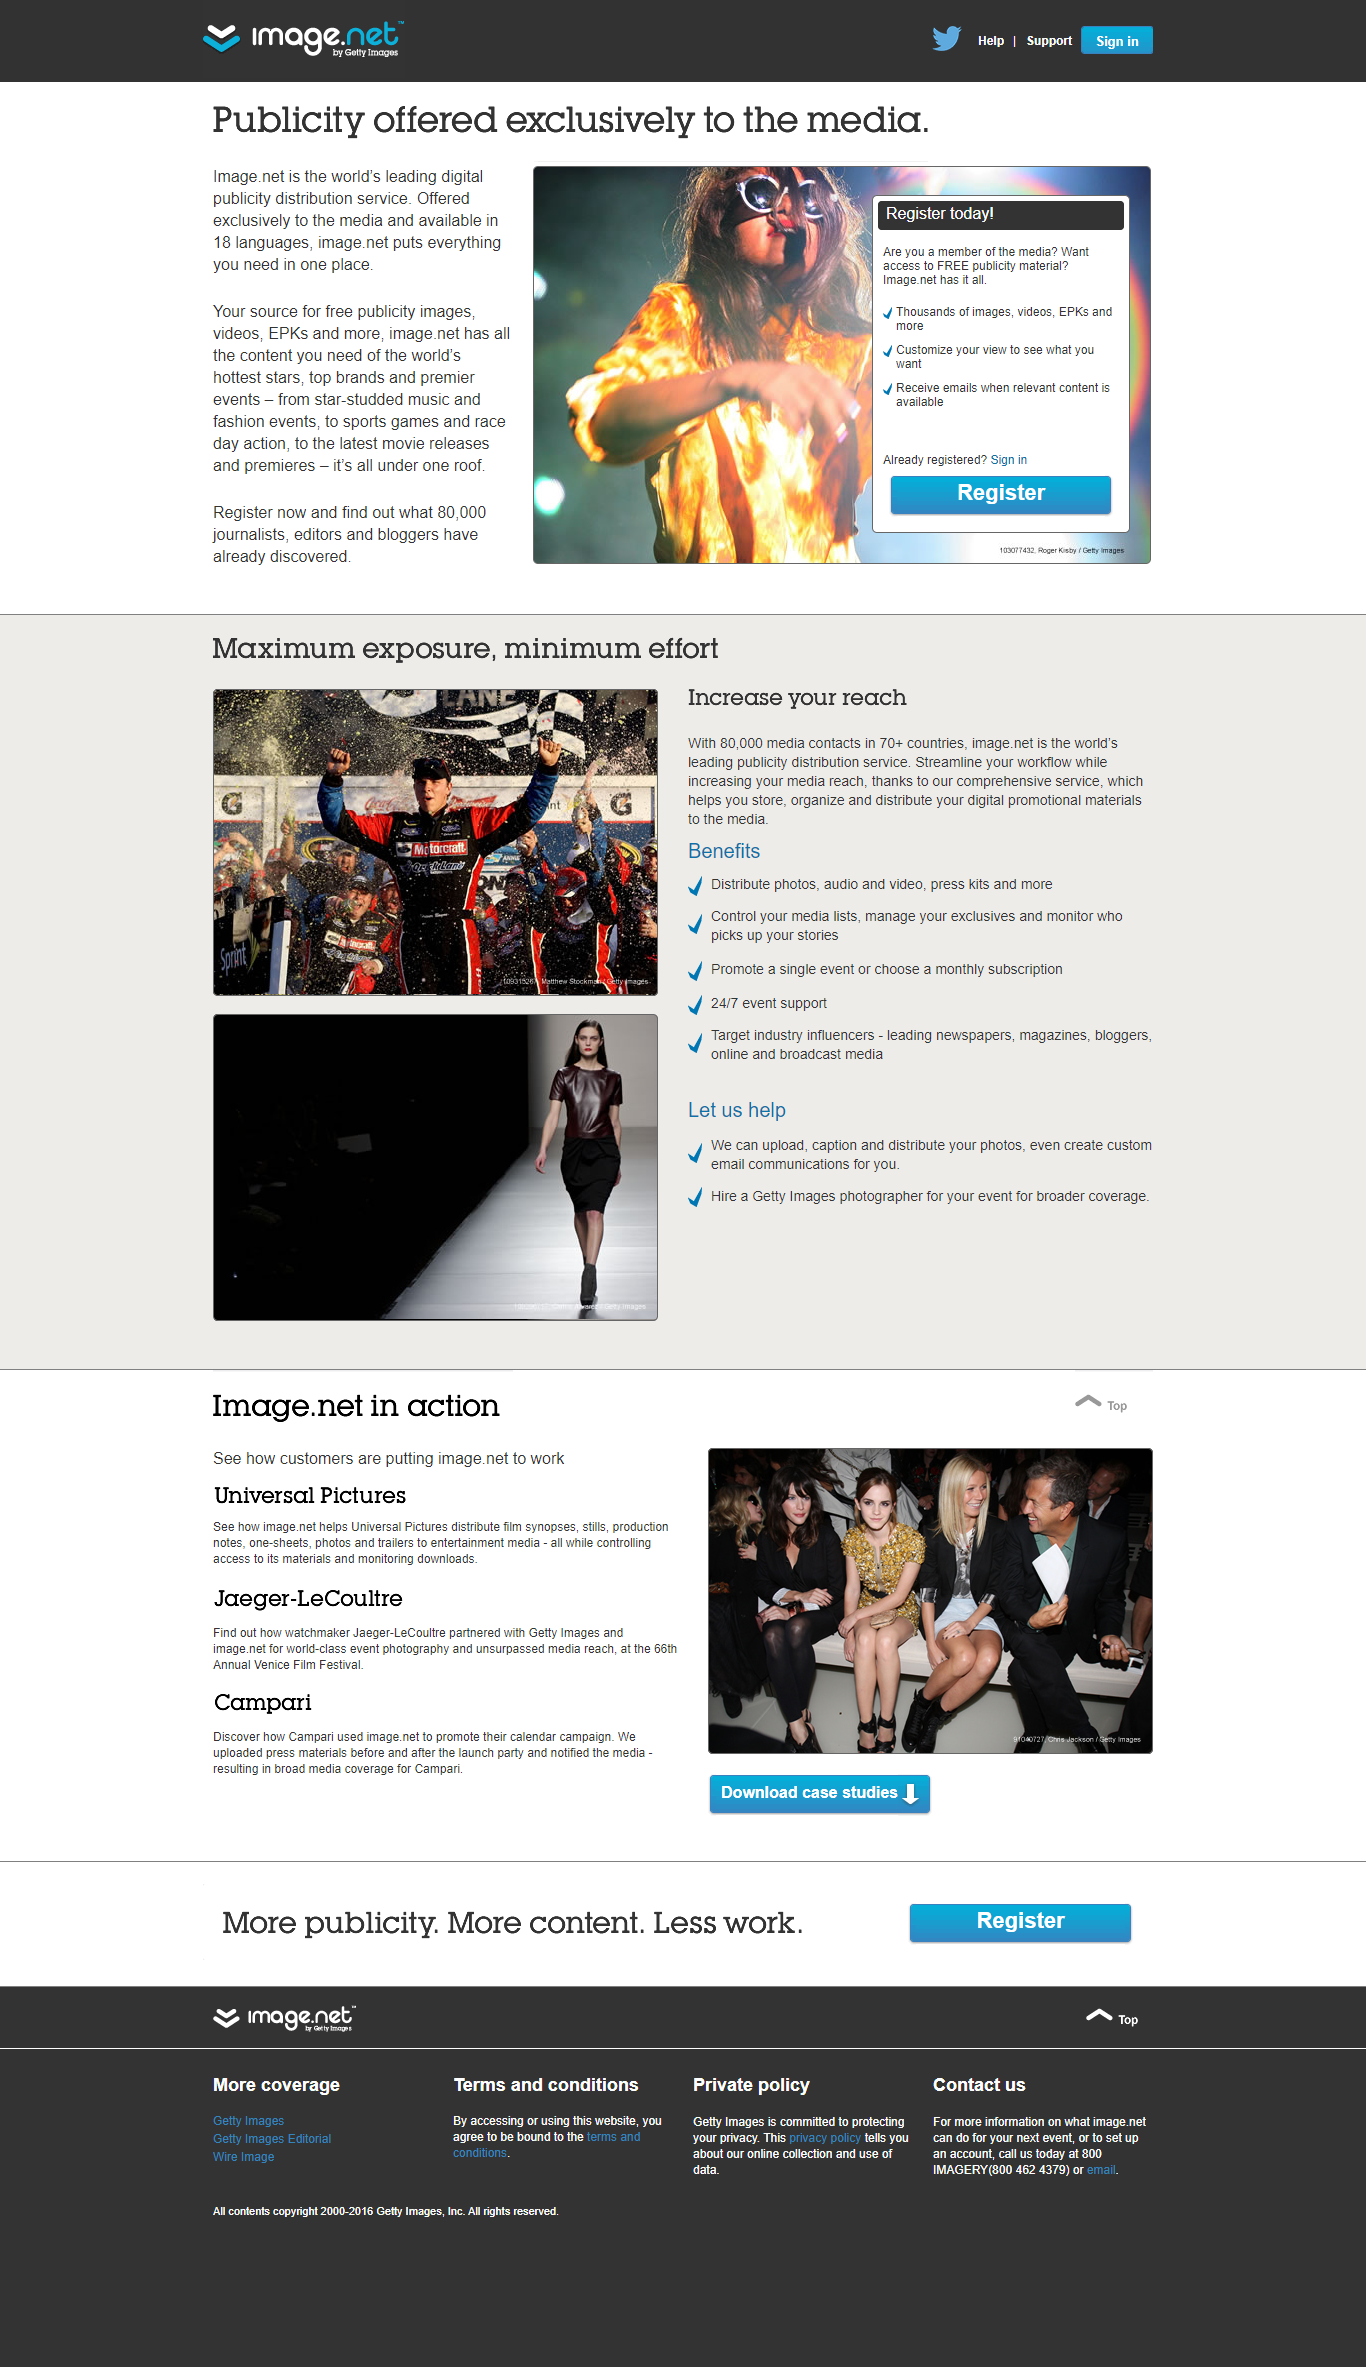 image.net™
by Getty Images
Help | Support
Sign in
Publicity offered exclusively to the media.
Image.net is the world’s leading digital
publicity distribution service. Offered
exclusively to the media and available in
18 languages, image.net puts everything
you need in one place.
Your source for free publicity images,
videos, EPKs and more, image.net has all
the content you need of the world’s
hottest stars, top brands and premier
events – from star-studded music and
fashion events, to sports games and race
day action, to the latest movie releases
and premieres – it’s all under one roof.
Register now and find out what 80,000
journalists, editors and bloggers have
already discovered.
Register today!
Are you a member of the media? Want
access to FREE publicity material?
Image.net has it all.
Thousands of images, videos, EPKs and
more
Customize your view to see what you
want
Receive emails when relevant content is
available
Already registered? Sign in
Register
103077432, Roger Kisby / Getty Images
Maximum exposure, minimum effort
G
G
Motorcraft
Quick Lane
Sprint
109315267, Matthew Stockman / Getty Images
Increase your reach
With 80,000 media contacts in 70+ countries, image.net is the world’s
leading publicity distribution service. Streamline your workflow while
increasing your media reach, thanks to our comprehensive service, which
helps you store, organize and distribute your digital promotional materials
to the media.
Benefits
Distribute photos, audio and video, press kits and more
Control your media lists, manage your exclusives and monitor who
picks up your stories
Promote a single event or choose a monthly subscription
24/7 event support
Target industry influencers - leading newspapers, magazines, bloggers,
online and broadcast media
Let us help
We can upload, caption and distribute your photos, even create custom
email communications for you.
Hire a Getty Images photographer for your event for broader coverage.
Image.net in action
Top
See how customers are putting image.net to work
Universal Pictures
See how image.net helps Universal Pictures distribute film synopses, stills, production
notes, one-sheets, photos and trailers to entertainment media - all while controlling
access to its materials and monitoring downloads.
Jaeger-LeCoultre
Find out how watchmaker Jaeger-LeCoultre partnered with Getty Images and
image.net for world-class event photography and unsurpassed media reach, at the 66th
Annual Venice Film Festival.
Campari
Discover how Campari used image.net to promote their calendar campaign. We
uploaded press materials before and after the launch party and notified the media -
resulting in broad media coverage for Campari.
91040727, Chris Jackson / Getty Images
Download case studies
More publicity. More content. Less work.
Register
image.net™
by Getty Images
Top
More coverage
Getty Images
Getty Images Editorial
Wire Image
Terms and conditions
By accessing or using this website, you
agree to be bound to the terms and
conditions.
Private policy
Getty Images is committed to protecting
your privacy. This privacy policy tells you
about our online collection and use of
data.
Contact us
For more information on what image.net
can do for your next event, or to set up
an account, call us today at 800
IMAGERY(800 462 4379) or email.
All contents copyright 2000-2016 Getty Images, Inc. All rights reserved.